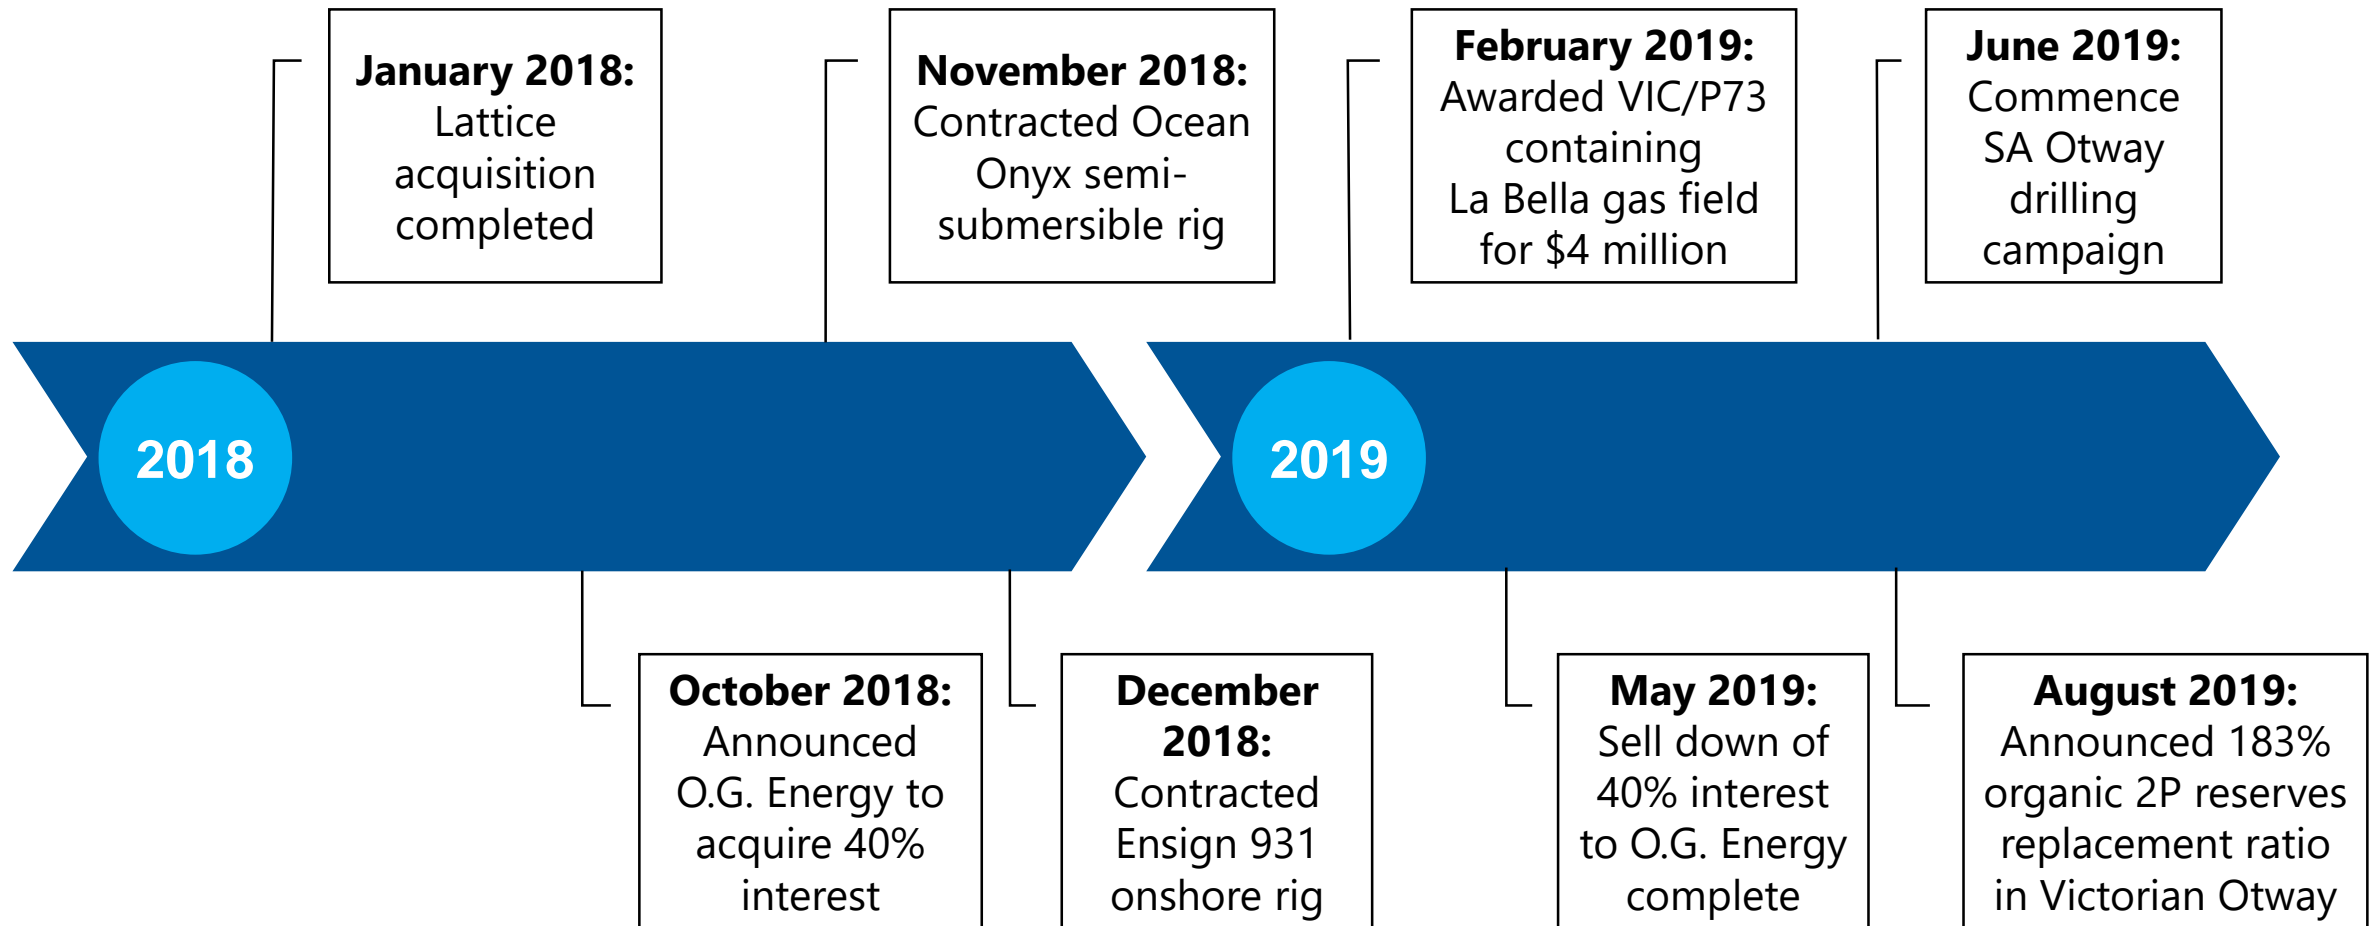 January 2018:
Lattice
acquisition
completed
November 2018:
Contracted Ocean
Onyx semi-
submersible rig
February 2019:
Awarded VIC/P73
containing
La Bella gas field
for $4 million
June 2019:
Commence
SA Otway
drilling
campaign
2018
2019
October 2018:
Announced
O.G. Energy to
acquire 40%
interest
December
2018:
Contracted
Ensign 931
onshore rig
May 2019:
Sell down of
40% interest
to O.G. Energy
complete
August 2019:
Announced 183%
organic 2P reserves
replacement ratio
in Victorian Otway